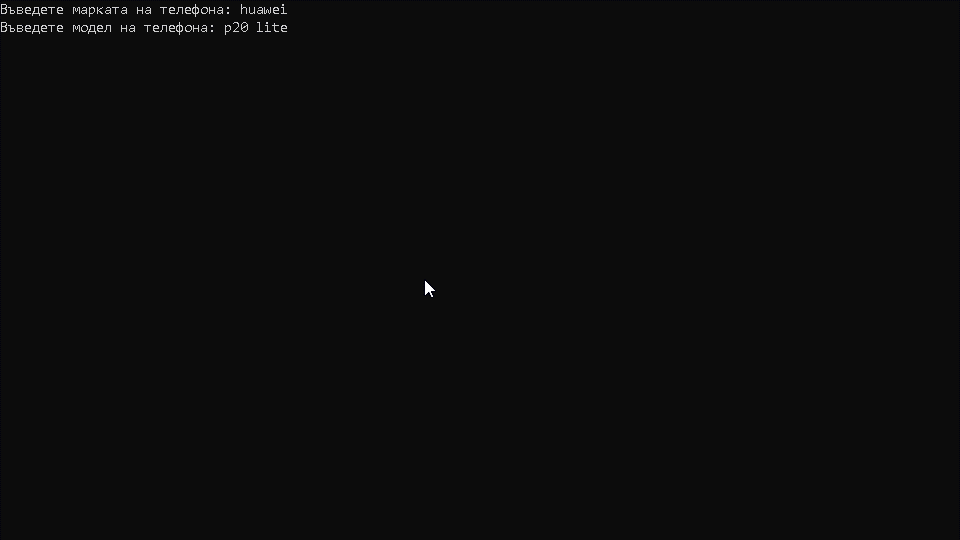 Въведете марката на телефона: huawei
Въведете модел на телефона: p20 lite